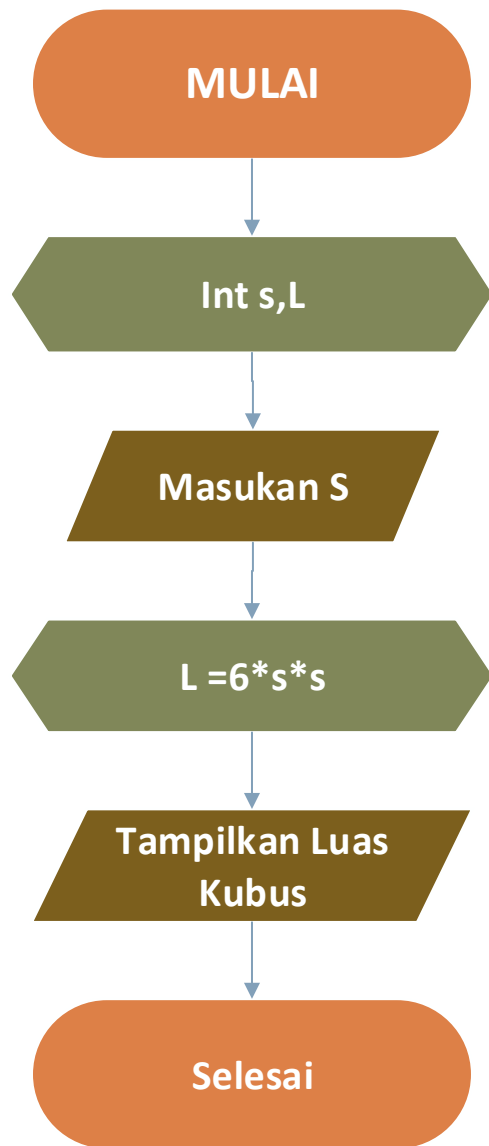 MULAI
Int s,L
Masukan S
L =6*s*s
Tampilkan Luas
Kubus
Selesai